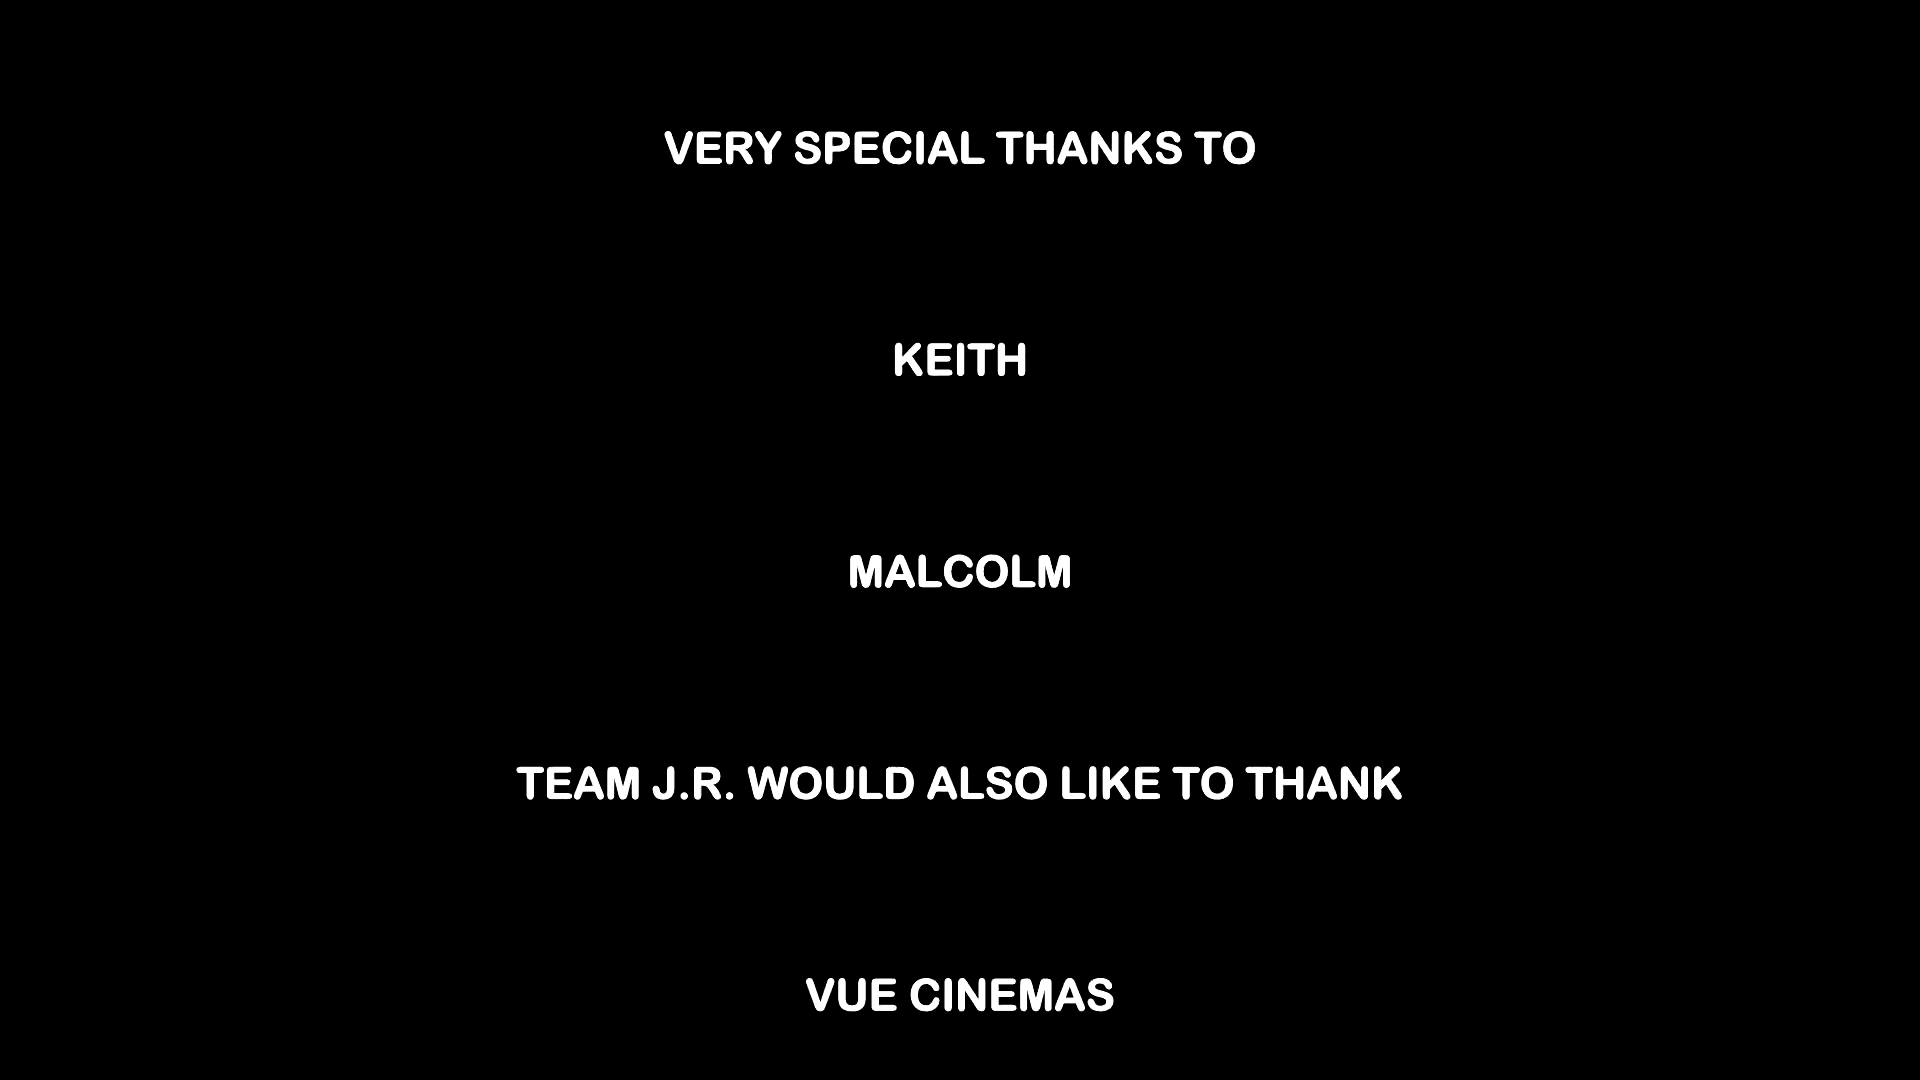 VERY SPECIAL THANKS TO
KEITH
MALCOLM
TEAM J.R. WOULD ALSO LIKE TO THANK
VUE CINEMAS